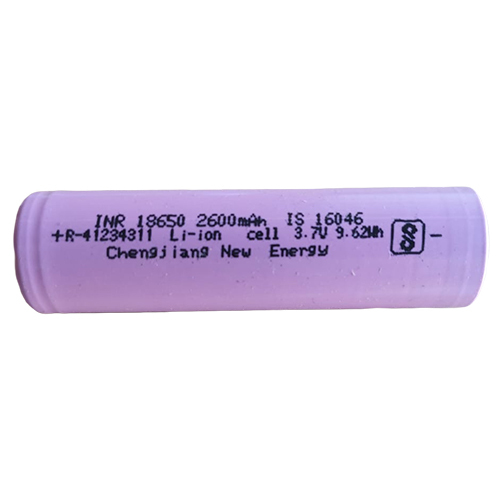 INR 18650 2600mAh IS 16046
+R-41234311 Li-ion cell 3.7V 9.62Wh -
Chengjiang New Energy